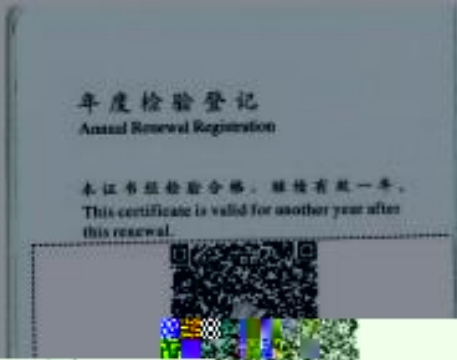 年度检验登记
Annual Renewal Registration
本证书经检验合格，继续有效一年。
This certificate is valid for another year after
this renewal.